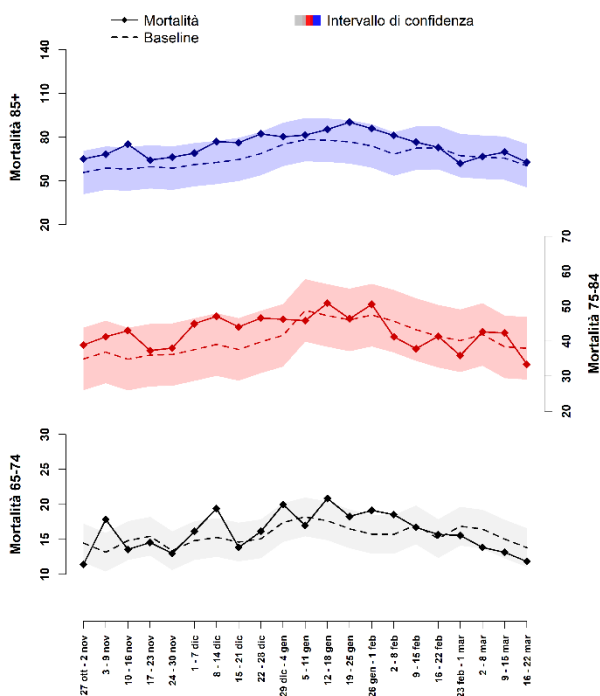 Mortalità
Baseline
Intervallo di confidenza
Mortalità 85+
140
110
80
50
20
Mortalità 75-84
70
60
50
40
30
20
Mortalità 65-74
30
25
20
15
10
27 ott - 2 nov
3 - 9 nov
10 - 16 nov
17 - 23 nov
24 - 30 nov
1 - 7 dic
8 - 14 dic
15 - 21 dic
22 - 28 dic
29 dic - 4 gen
5 - 11 gen
12 - 18 gen
19 - 25 gen
26 gen - 1 feb
2 - 8 feb
9 - 15 feb
16 - 22 feb
23 feb - 1 mar
2 - 8 mar
9 - 15 mar
16 - 22 mar